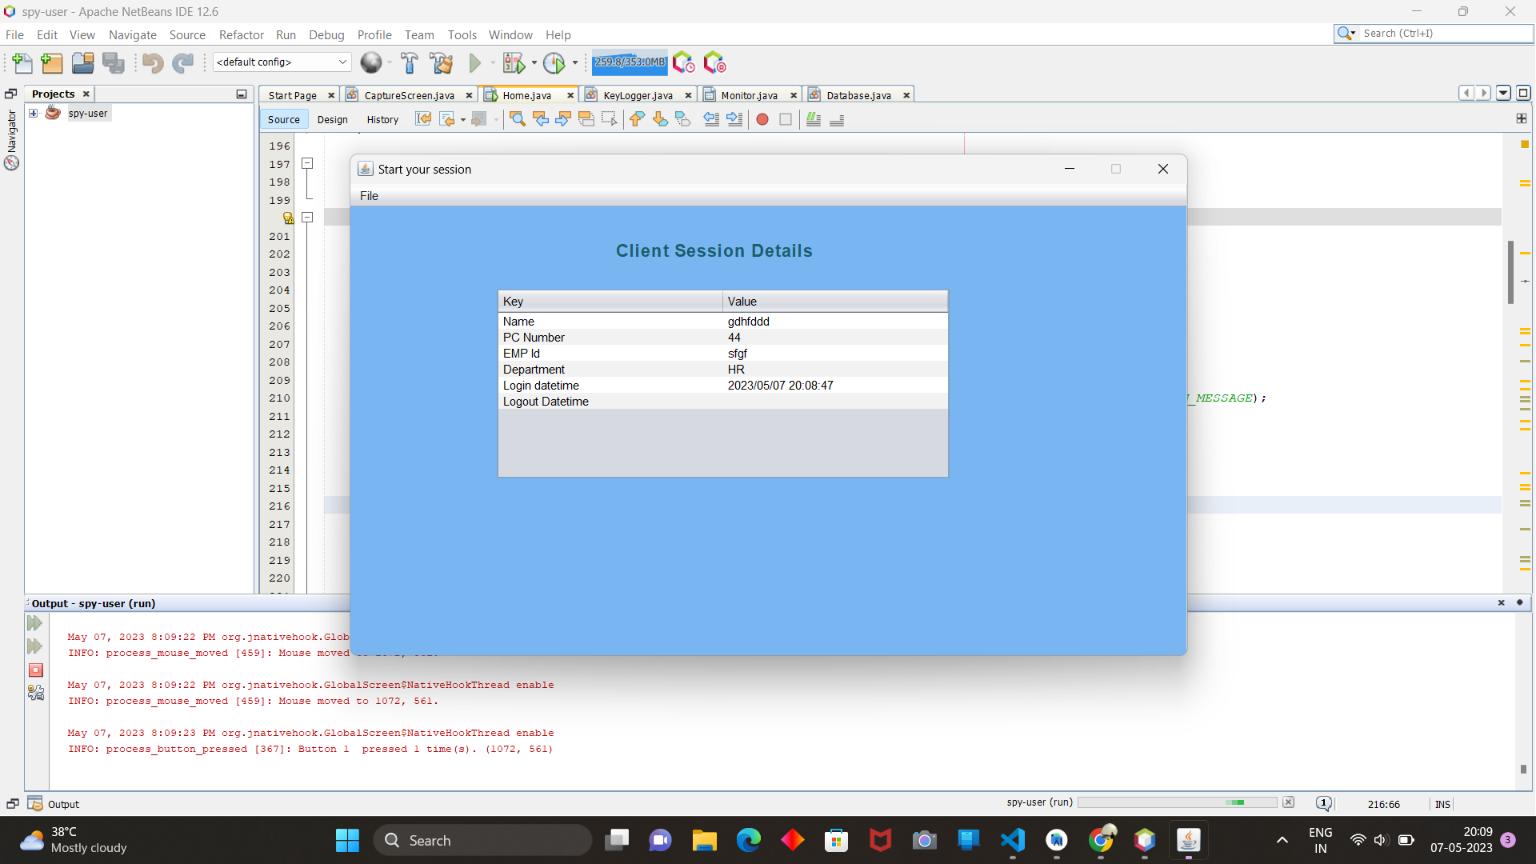 spy-user - Apache NetBeans IDE 12.6
File Edit View Navigate Source Refactor Run Debug Profile Team Tools Window Help
Search (Ctrl+I)
<default config>
259.8/353.0MB
Projects
Start Page CaptureScreen.java Home.java KeyLogger.java Monitor.java Database.java
Navigator
spy-user
Source Design History
196
197
198
199
201
202
203
204
205
206
207
208
209
210
_MESSAGE);
211
212
213
214
215
216
217
218
219
220
Start your session
File
Client Session Details
Key Value
Name gdhfddd
PC Number 44
EMP Id sfgf
Department HR
Login datetime 2023/05/07 20:08:47
Logout Datetime
Output - spy-user (run)
May 07, 2023 8:09:22 PM org.jnativehook.Glob
INFO: process_mouse_moved [459]: Mouse moved
May 07, 2023 8:09:22 PM org.jnativehook.GlobalScreen$NativeHookThread enable
INFO: process_mouse_moved [459]: Mouse moved to 1072, 561.
May 07, 2023 8:09:23 PM org.jnativehook.GlobalScreen$NativeHookThread enable
INFO: process_button_pressed [367]: Button 1  pressed 1 time(s). (1072, 561)
Output
spy-user (run)
1
216:66
INS
38°C
Mostly cloudy
Search
ENG
IN
20:09
07-05-2023
3